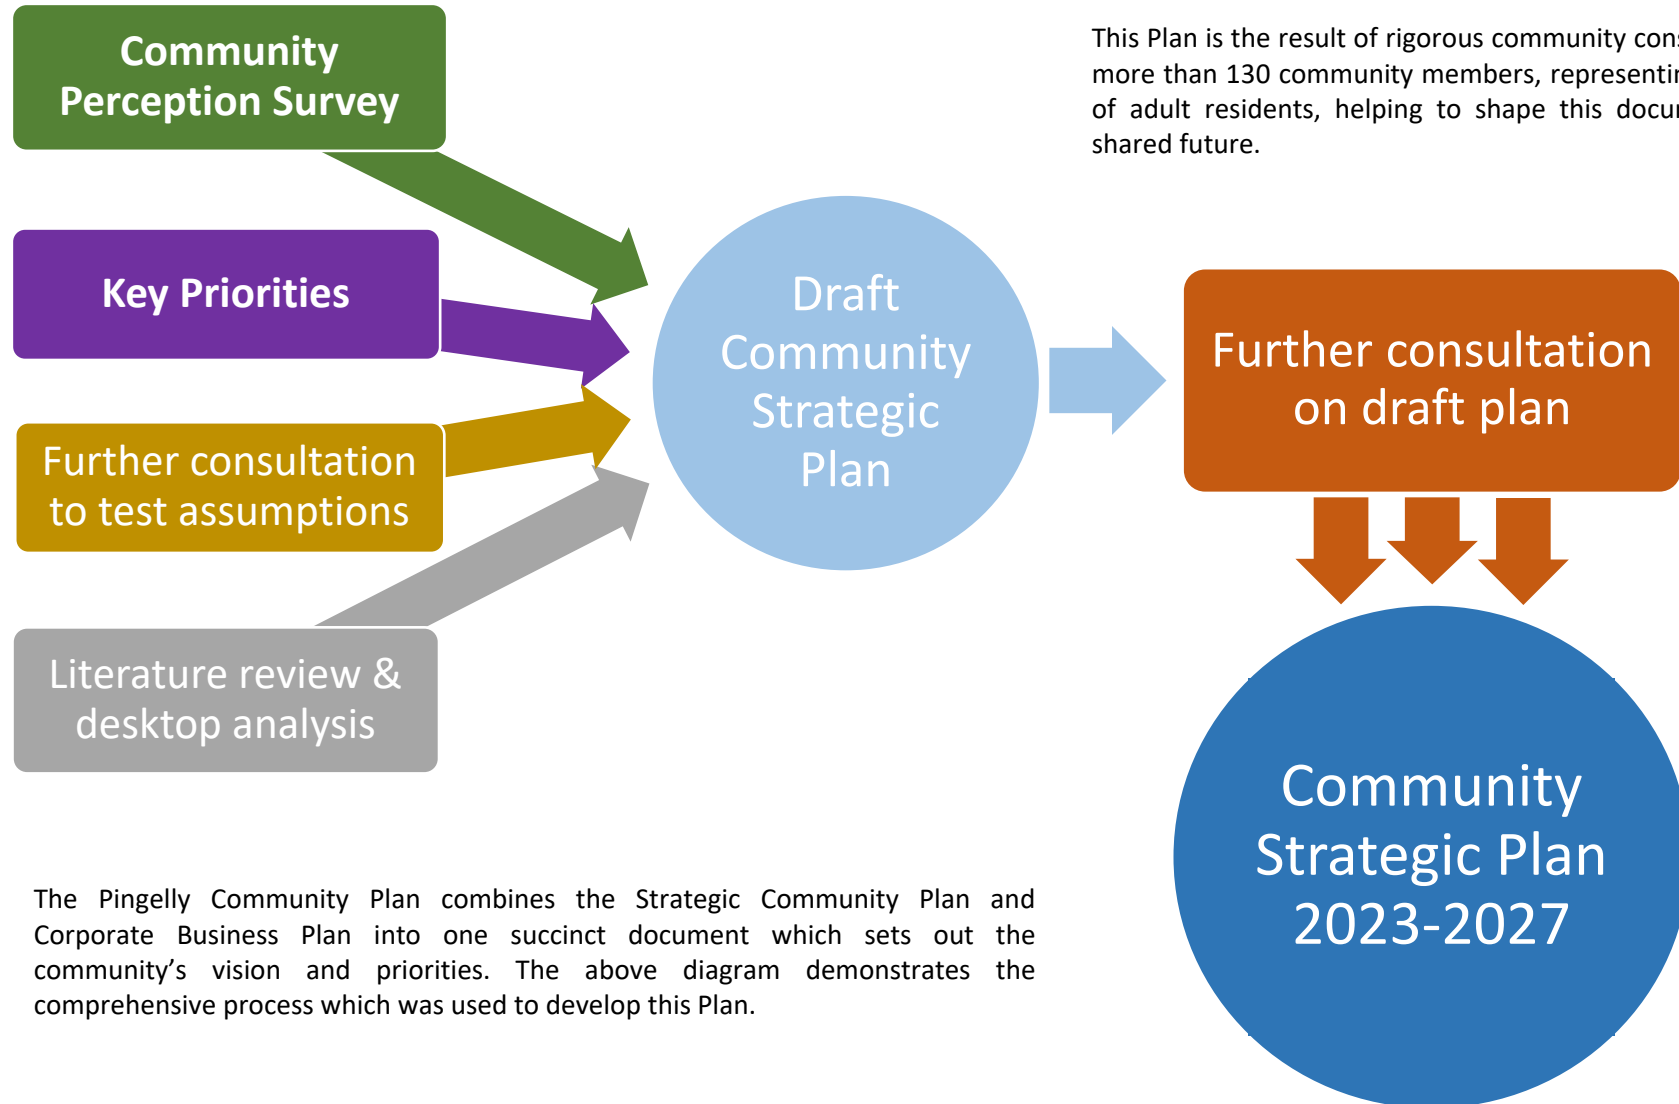 Community
Perception Survey
Key Priorities
Further consultation
to test assumptions
Literature review &
desktop analysis
Draft
Community
Strategic
Plan
This Plan is the result of rigorous community
more than 130 community members,
of adult residents, helping to shape this
shared future.
Further consultation
on draft plan
Community
Strategic Plan
2023-2027
The Pingelly Community Plan combines the Strategic Community Plan and
Corporate Business Plan into one succinct document which sets out the
community's vision and priorities. The above diagram demonstrates the
comprehensive process which was used to develop this Plan.